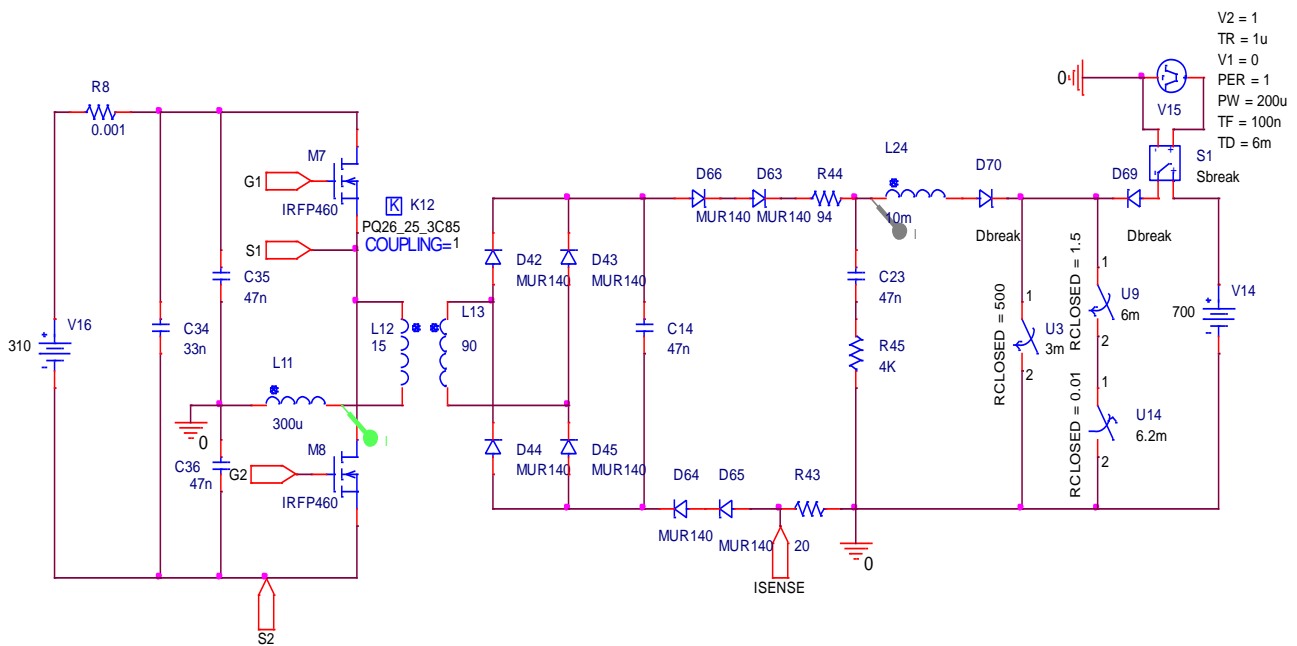 V2 = 1
TR = 1u
V1 = 0
PER = 1
PW = 200u
TF = 100n
TD = 6m
0
V15
S1
Sbreak
R8
0.001
M7
G1
IRFP460
K K12
PQ26_25_3C85
COUPLING=1
S1
C35
47n
V16
310
C34
33n
L12
15
L13
90
L11
300u
0
C36
47n
G2
M8
IRFP460
S2
D42
MUR140
D43
MUR140
D44
MUR140
D45
MUR140
C14
47n
D66
MUR140
D63
MUR140
R44
94
L24
10m
I
I
D70
Dbreak
D69
Dbreak
C23
47n
R45
4K
D64
MUR140
D65
MUR140
R43
20
ISENSE
0
RCLOSED = 500
1
U3
3m
2
RCLOSED = 1.5
1
U9
6m
2
RCLOSED = 0.01
1
U14
6.2m
2
V14
700